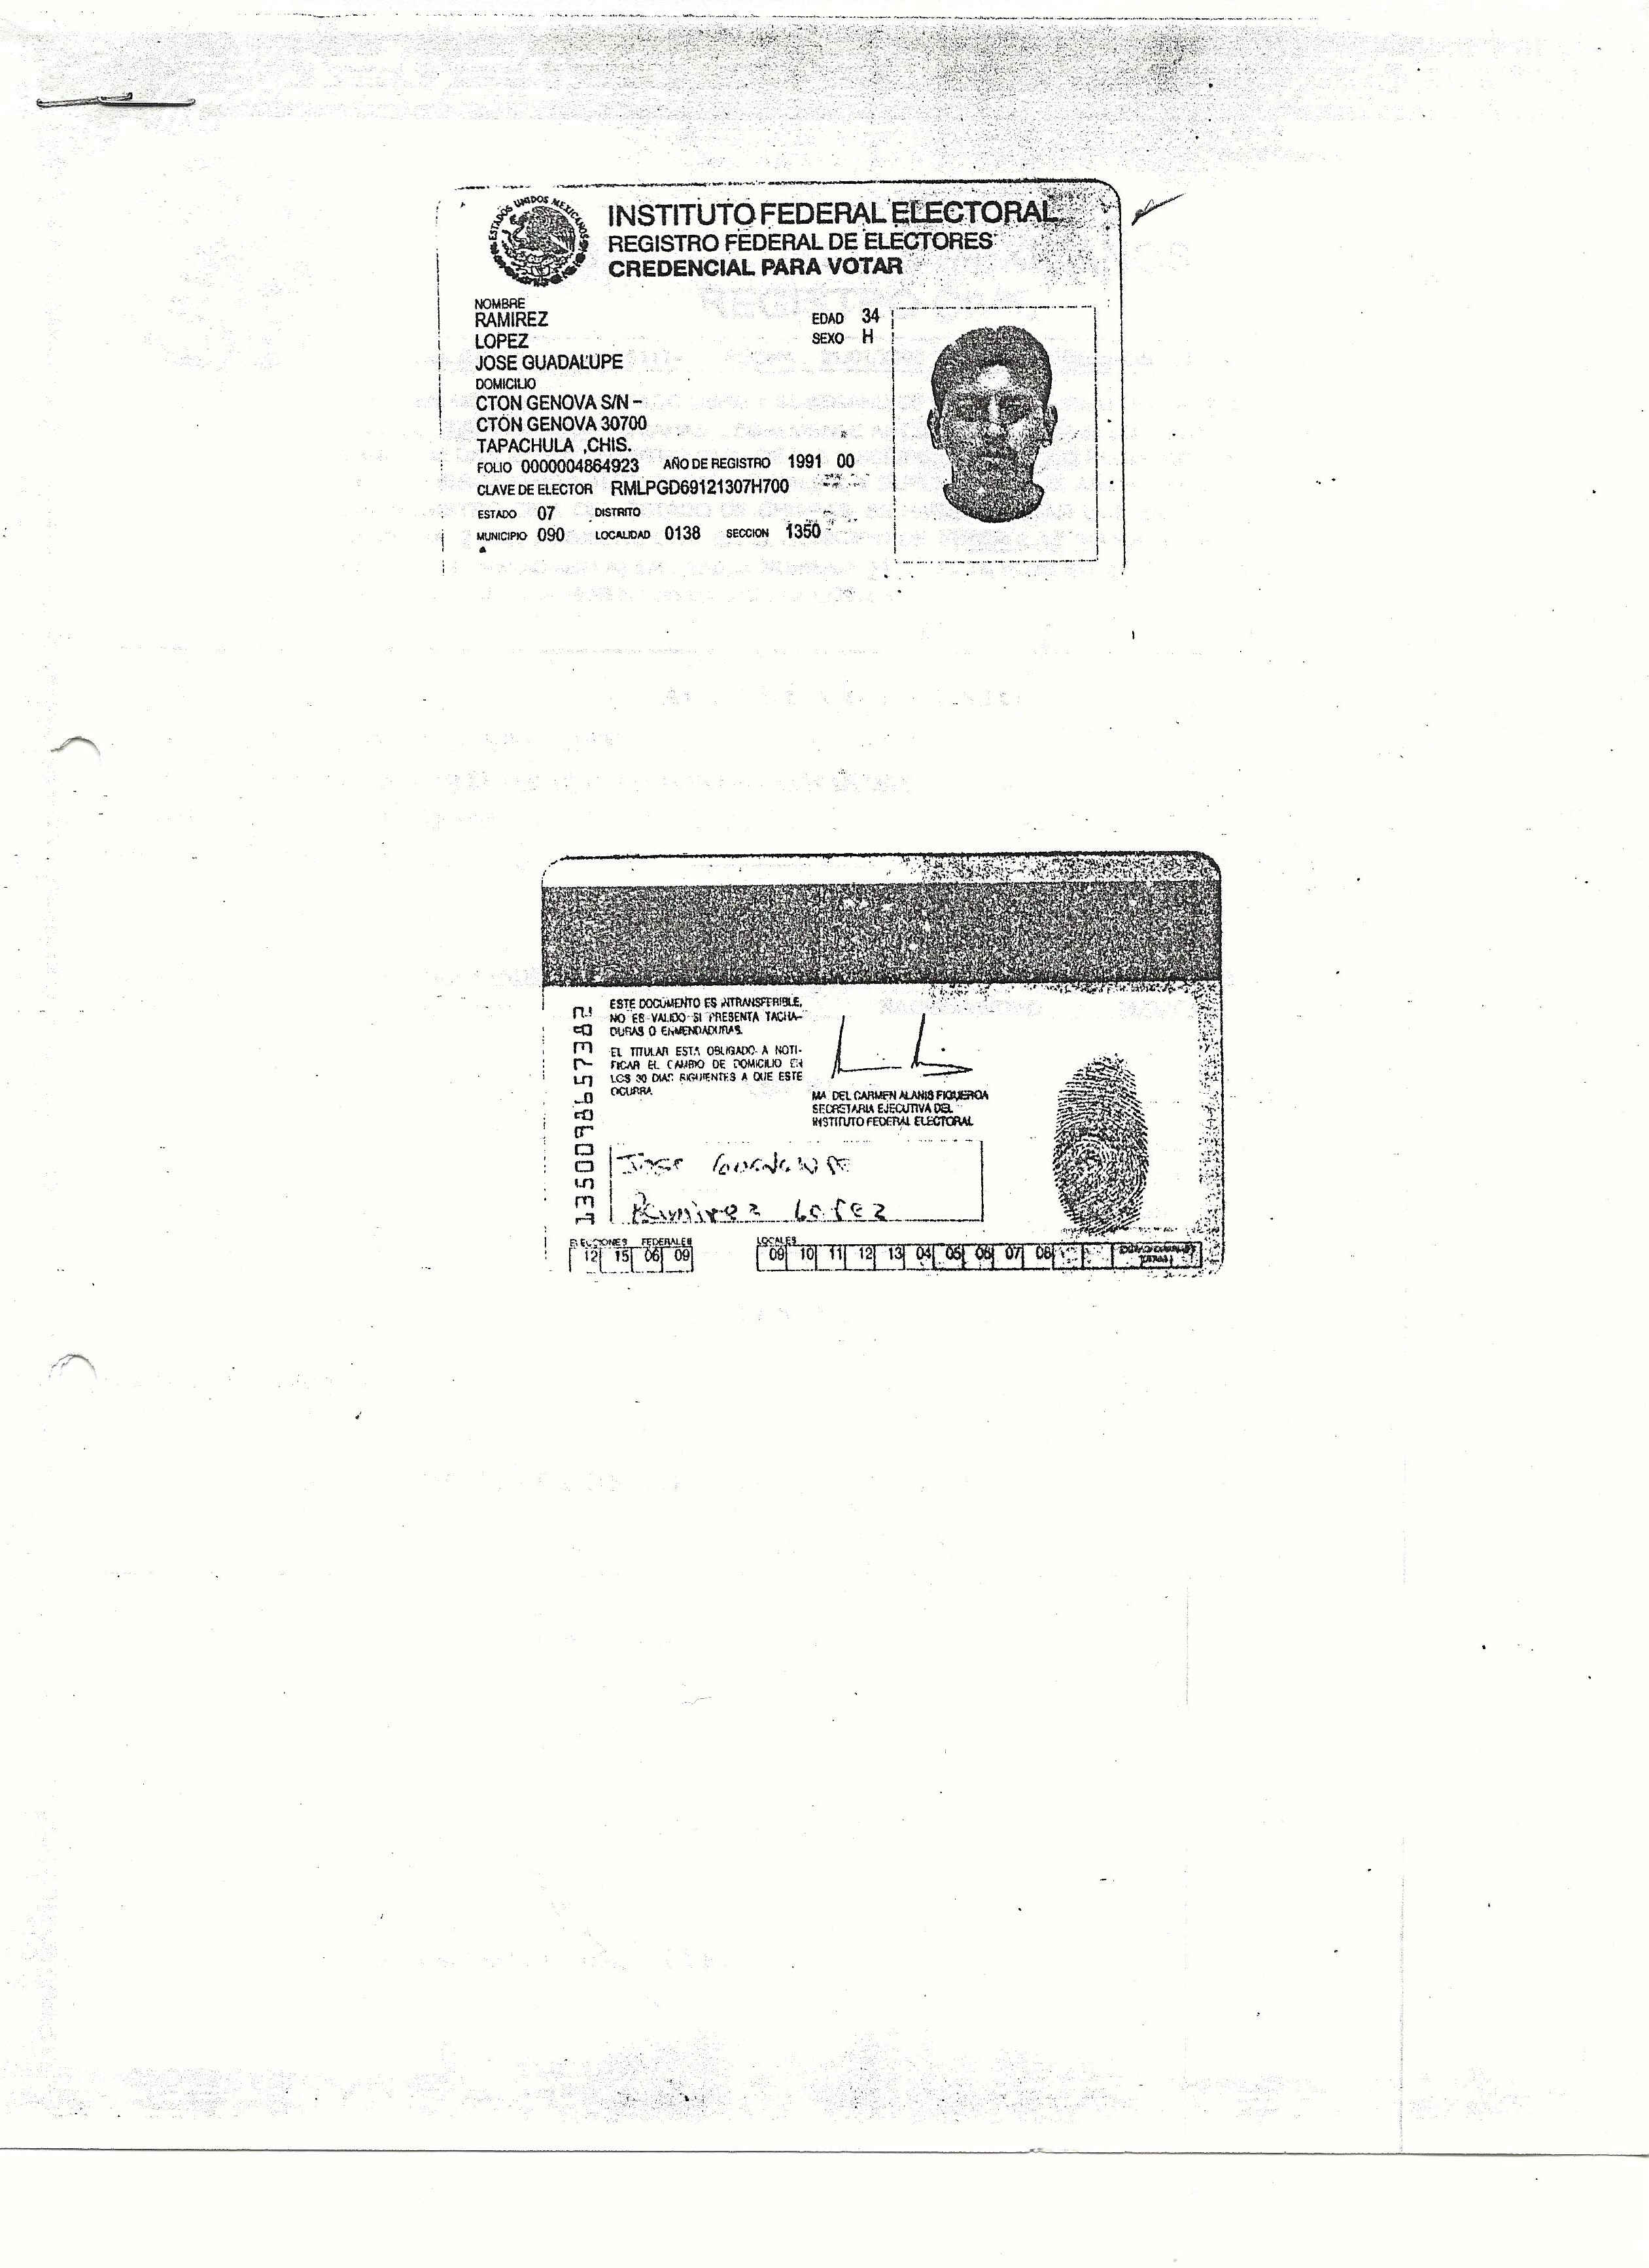 ESTADOS UNIDOS MEXICANOS
INSTITUTO FEDERAL ELECTORAL
REGISTRO FEDERAL DE ELECTORES
CREDENCIAL PARA VOTAR
NOMBRE
RAMIREZ
EDAD 34
LOPEZ
SEXO H
JOSE GUADALUPE
DOMICILIO
CTON GENOVA S/N -
CTON GENOVA 30700
TAPACHULA ,CHIS.
FOLIO 0000004864923 AÑO DE REGISTRO 1991 00
CLAVE DE ELECTOR RMLPGD69121307H700
ESTADO 07 DISTRITO
MUNICIPIO 090 LOCALIDAD 0138 SECCION 1350
ESTE DOCUMENTO ES INTRANSFERIBLE,
NO ES VALIDO SI PRESENTA TACHA-
DURAS O ENMENDADURAS.
EL TITULAR ESTA OBLIGADO A NOTI-
FICAR EL CAMBIO DE DOMICILIO EN
LOS 30 DIAS SIGUIENTES A QUE ESTE
OCURRA.
MA DEL CARMEN ALANIS FIGUEROA
SECRETARIA EJECUTIVA DEL
INSTITUTO FEDERAL ELECTORAL
1350098657382
Jose Guadalupe
Ramirez Lopez
ELECCIONES FEDERALES
12 15 06 09
LOCALES
09 10 11 12 13 04 05 06 07 08